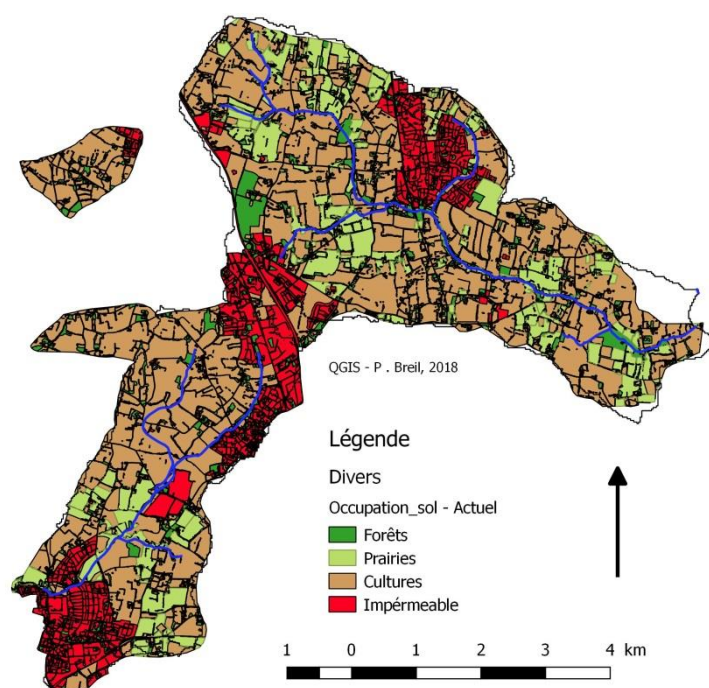 QGIS - P . Breil, 2018
Légende
Divers
Occupation_sol - Actuel
Forêts
Prairies
Cultures
Impérmeable
1 0 1 2 3 4 km